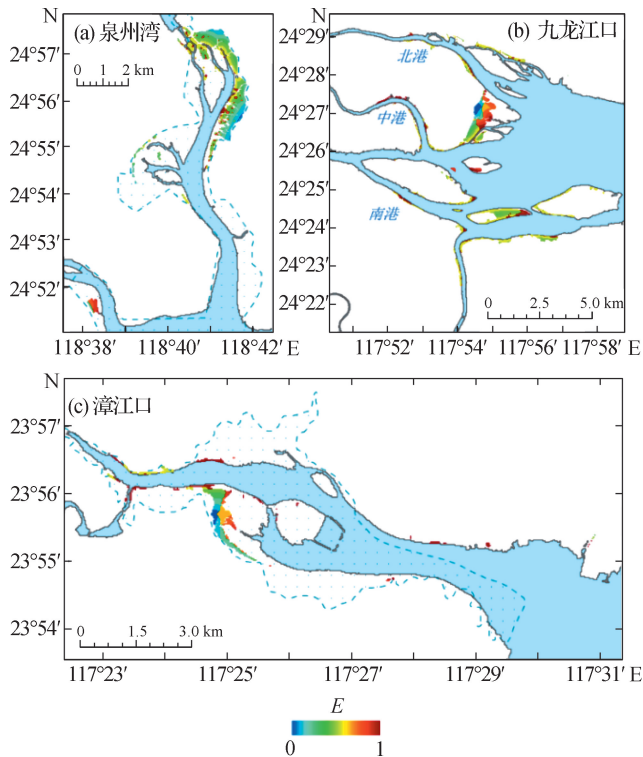 N
(a) 泉州湾
0 1 2 km
24°57′
24°56′
24°55′
24°54′
24°53′
24°52′
118°38′ 118°40′ 118°42′ E
N
(b) 九龙江口
24°29′
24°28′
24°27′
24°26′
24°25′
24°24′
24°23′
24°22′
北港
中港
南港
0 2.5 5.0 km
117°52′ 117°54′ 117°56′ 117°58′ E
N
(c) 漳江口
23°57′
23°56′
23°55′
23°54′
0 1.5 3.0 km
117°23′ 117°25′ 117°27′ 117°29′ 117°31′ E
E
0 1